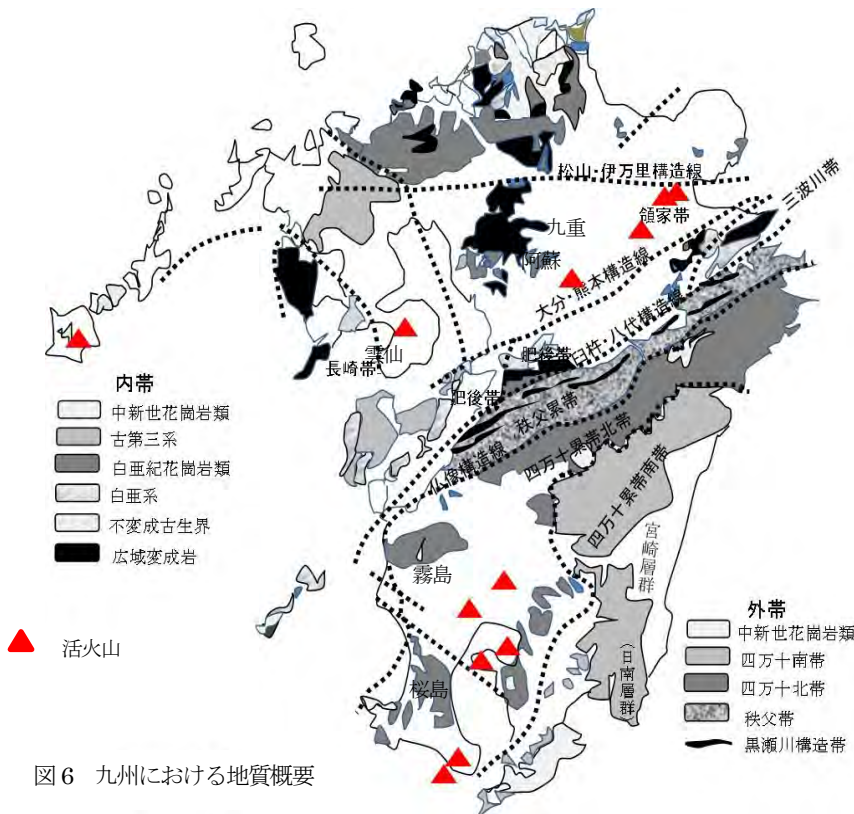 松山・伊万里構造線
三波川帯
領家帯
九重
阿蘇
大分・熊本構造線
臼杵・八代構造線
雲仙
長崎帯
肥後帯
肥後帯
秩父累帯
仏像構造線
四万十累帯北帯
四万十累帯南帯
宮崎層群
(日南層群)
霧島
桜島
内帯
中新世花崗岩類
古第三系
白亜紀花崗岩類
白亜系
不変成古生界
広域変成岩
活火山
外帯
中新世花崗岩類
四万十南帯
四万十北帯
秩父帯
黒瀬川構造帯
図6 九州における地質概要